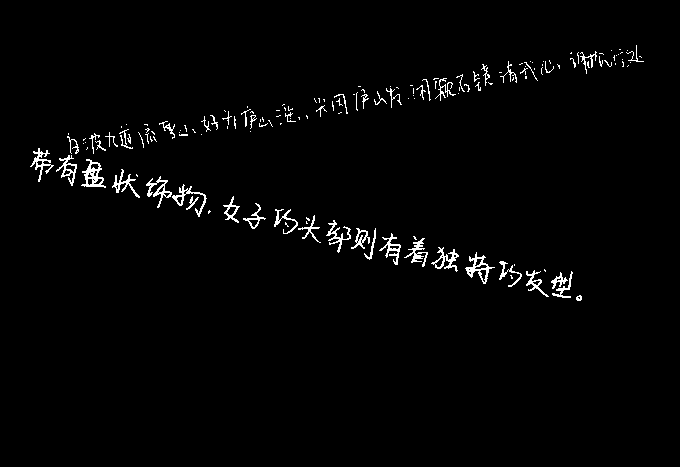 白波九道流雪山、好为庐山谣,兴因庐山发.闲窥石镜清我心,谢公行处
带有盘状饰物,女子的头部则有着独特的发型。